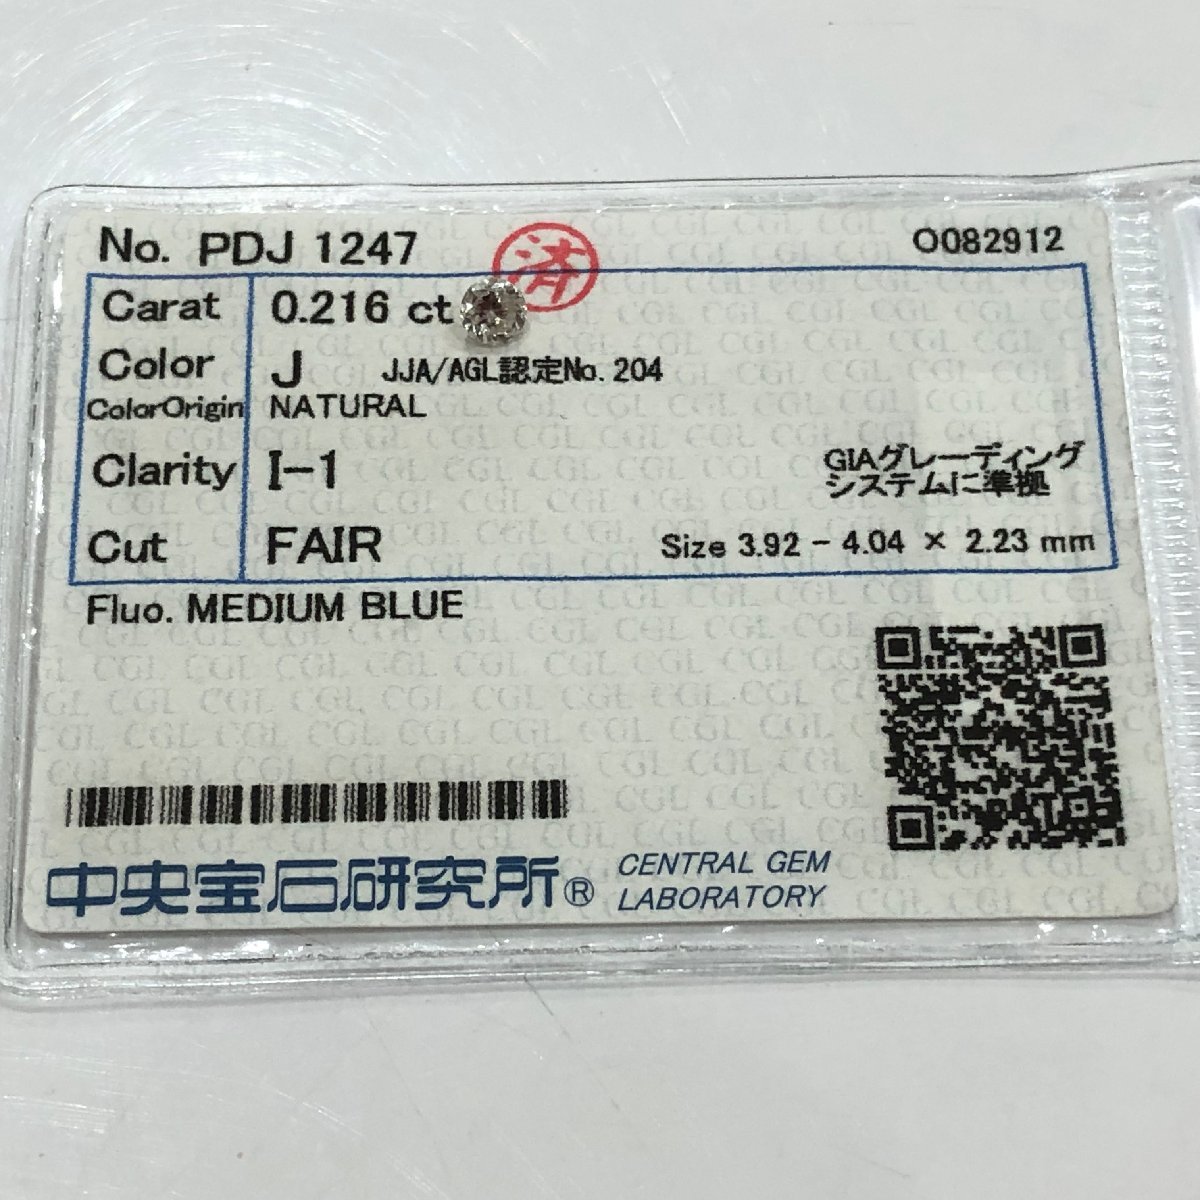 No. PDJ 1247 済 O082912
Carat 0.216 ct
Color J JJA/AGL認定No. 204
ColorOrigin NATURAL
Clarity I-1 GIAグレーディング
システムに準拠
Cut FAIR Size 3.92 - 4.04 × 2.23 mm
Fluo. MEDIUM BLUE
中央宝石研究所® CENTRAL GEM
LABORATORY